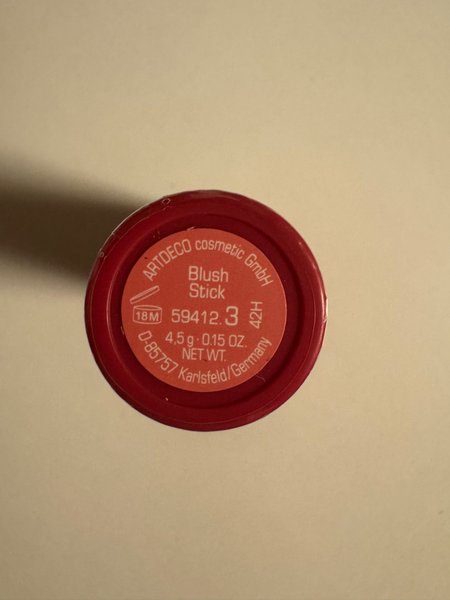 ARTDECO cosmetic GmbH
Blush
Stick
18M 59412.3 42H
4,5 g · 0.15 OZ.
NET WT.
D-85757 Karlsfeld/Germany